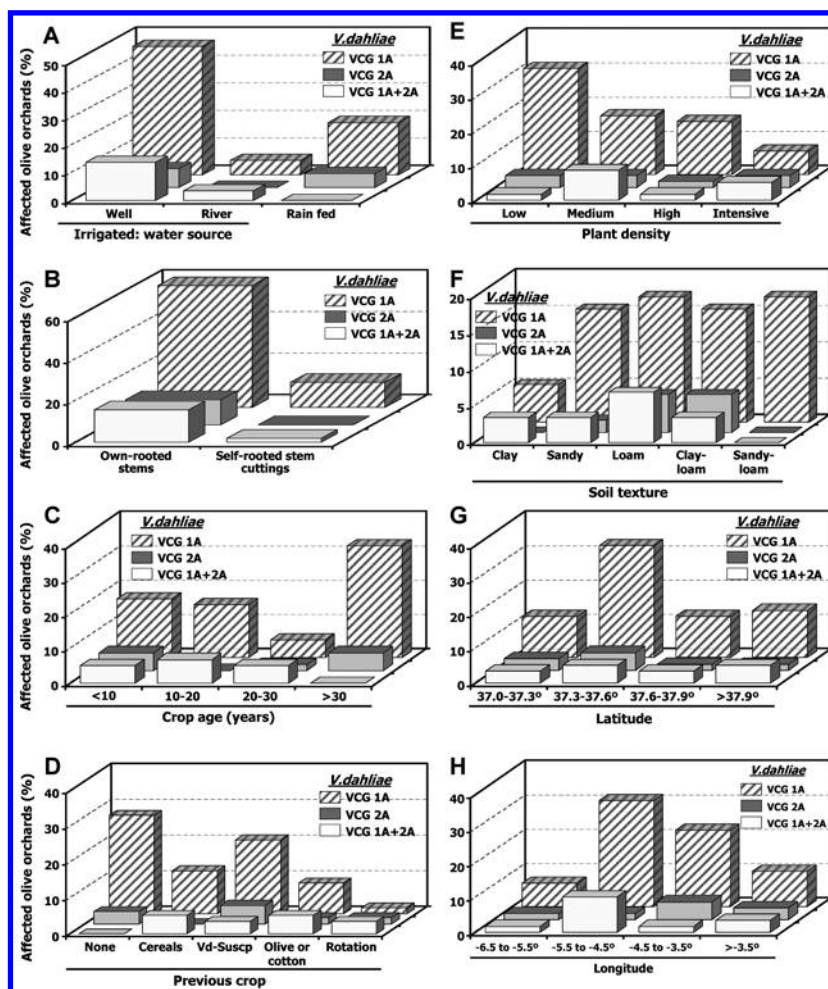 A
V.dahliae
VCG 1A
VCG 2A
VCG 1A+2A
Affected olive orchards (%)
50
40
30
20
10
0
Well River Rain fed
Irrigated: water source
B
V.dahliae
VCG 1A
VCG 2A
VCG 1A+2A
Affected olive orchards (%)
60
40
20
0
Own-rooted stems
Self-rooted stem cuttings
C
V.dahliae
VCG 1A
VCG 2A
VCG 1A+2A
Affected olive orchards (%)
40
30
20
10
0
<10 10-20 20-30 >30
Crop age (years)
D
V.dahliae
VCG 1A
VCG 2A
VCG 1A+2A
Affected olive orchards (%)
40
30
20
10
0
None Cereals Vd-Suscp Olive or cotton Rotation
Previous crop
E
V.dahliae
VCG 1A
VCG 2A
VCG 1A+2A
40
30
20
10
0
Low Medium High Intensive
Plant density
F
V.dahliae
VCG 1A
VCG 2A
VCG 1A+2A
20
15
10
5
0
Clay Sandy Loam Clay-loam Sandy-loam
Soil texture
G
V.dahliae
VCG 1A
VCG 2A
VCG 1A+2A
40
30
20
10
0
37.0-37.3º 37.3-37.6º 37.6-37.9º >37.9º
Latitude
H
V.dahliae
VCG 1A
VCG 2A
VCG 1A+2A
40
30
20
10
0
-6.5 to -5.5º -5.5 to -4.5º -4.5 to -3.5º >-3.5º
Longitude